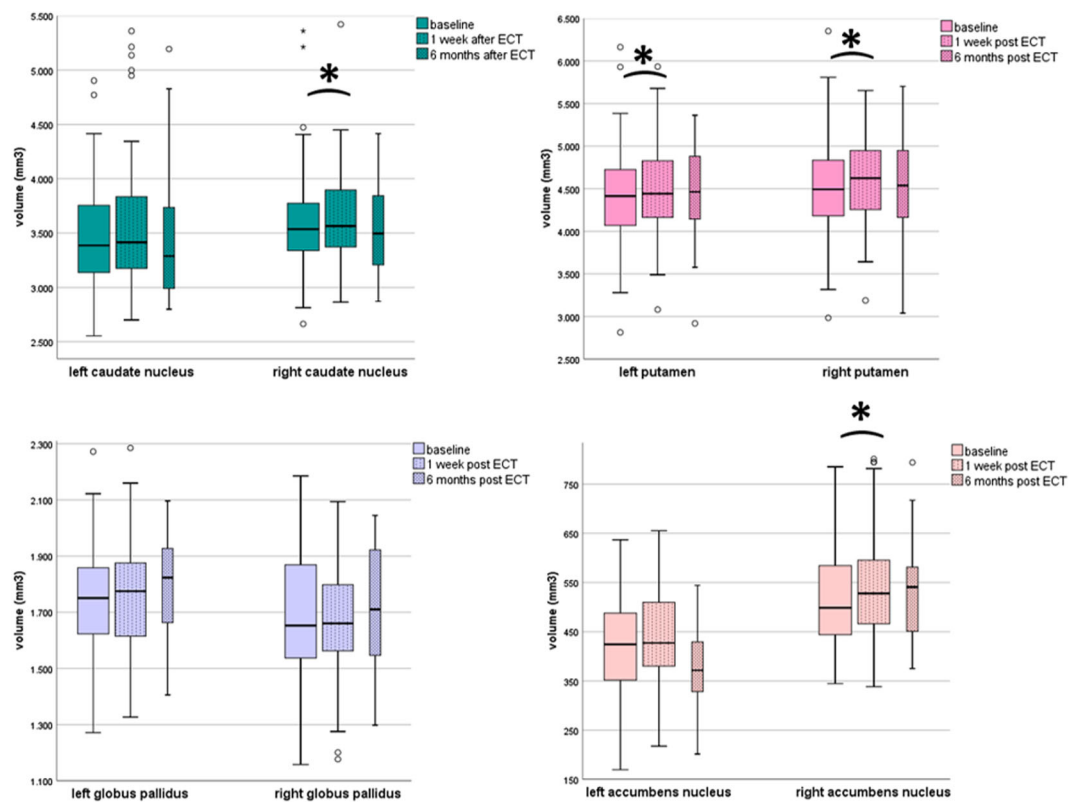 5.500
5.000
4.500
4.000
3.500
3.000
2.500
volume (mm3)
baseline
1 week after ECT
6 months after ECT
*
*
*
left caudate nucleus
right caudate nucleus
6.500
6.000
5.500
5.000
4.500
4.000
3.500
3.000
2.500
volume (mm3)
baseline
1 week post ECT
6 months post ECT
*
*
left putamen
right putamen
2.300
2.100
1.900
1.700
1.500
1.300
1.100
volume (mm3)
baseline
1 week post ECT
6 months post ECT
left globus pallidus
right globus pallidus
750
650
550
450
350
250
150
volume (mm3)
baseline
1 week post ECT
6 months post ECT
*
left accumbens nucleus
right accumbens nucleus